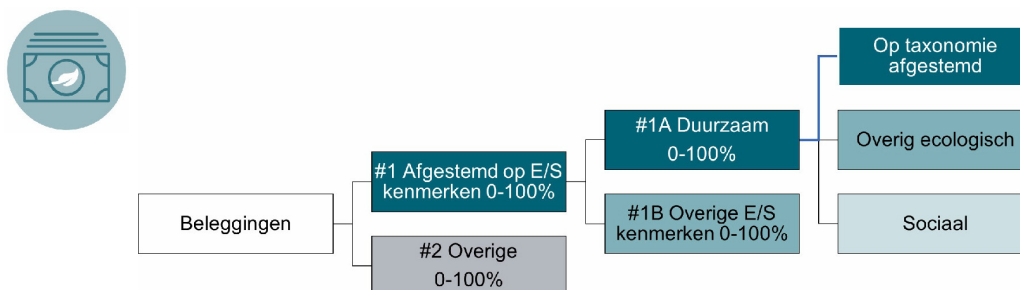 Beleggingen
#1 Afgestemd op E/S
kenmerken 0-100%
#2 Overige
0-100%
#1A Duurzaam
0-100%
#1B Overige E/S
kenmerken 0-100%
Op taxonomie
afgestemd
Overig ecologisch
Sociaal